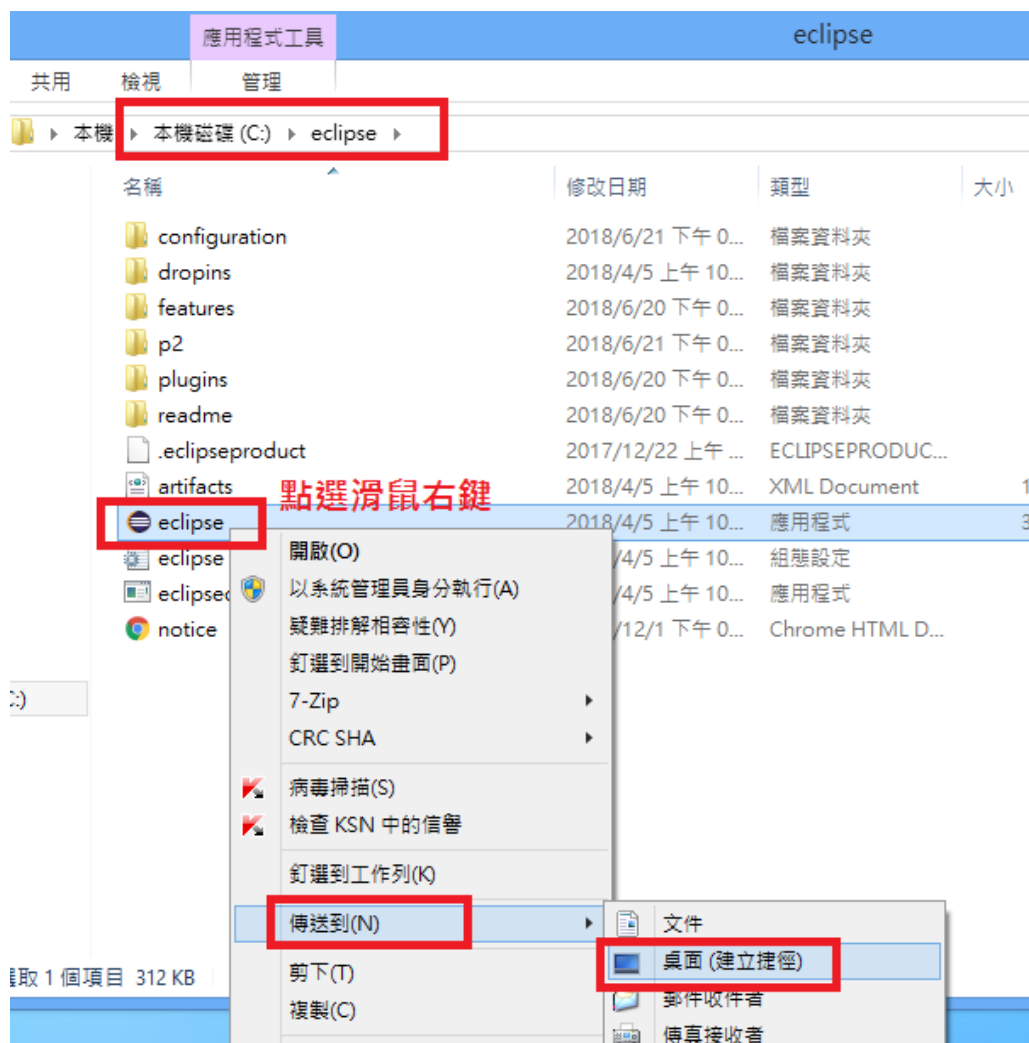 應用程式工具 eclipse
共用 檢視 管理
本機 本機磁碟 (C:) eclipse
名稱 修改日期 類型 大小
configuration 2018/6/21 下午 0... 檔案資料夾
dropins 2018/4/5 上午 10... 檔案資料夾
features 2018/6/20 下午 0... 檔案資料夾
p2 2018/6/21 下午 0... 檔案資料夾
plugins 2018/6/20 下午 0... 檔案資料夾
readme 2018/6/20 下午 0... 檔案資料夾
.eclipseproduct 2017/12/22 上午 ... ECLIPSEPRODUC...
artifacts 2018/4/5 上午 10... XML Document 1
點選滑鼠右鍵
eclipse 2018/4/5 上午 10... 應用程式 3
eclipse /4/5 上午 10... 組態設定
eclipsec /4/5 上午 10... 應用程式
notice /12/1 下午 0... Chrome HTML D...
開啟(O)
以系統管理員身分執行(A)
疑難排解相容性(Y)
釘選到開始畫面(P)
7-Zip
CRC SHA
病毒掃描(S)
檢查 KSN 中的信譽
釘選到工作列(K)
傳送到(N)
剪下(T)
複製(C)
文件
桌面 (建立捷徑)
郵件收件者
傳真接收者
:)
取 1 個項目 312 KB